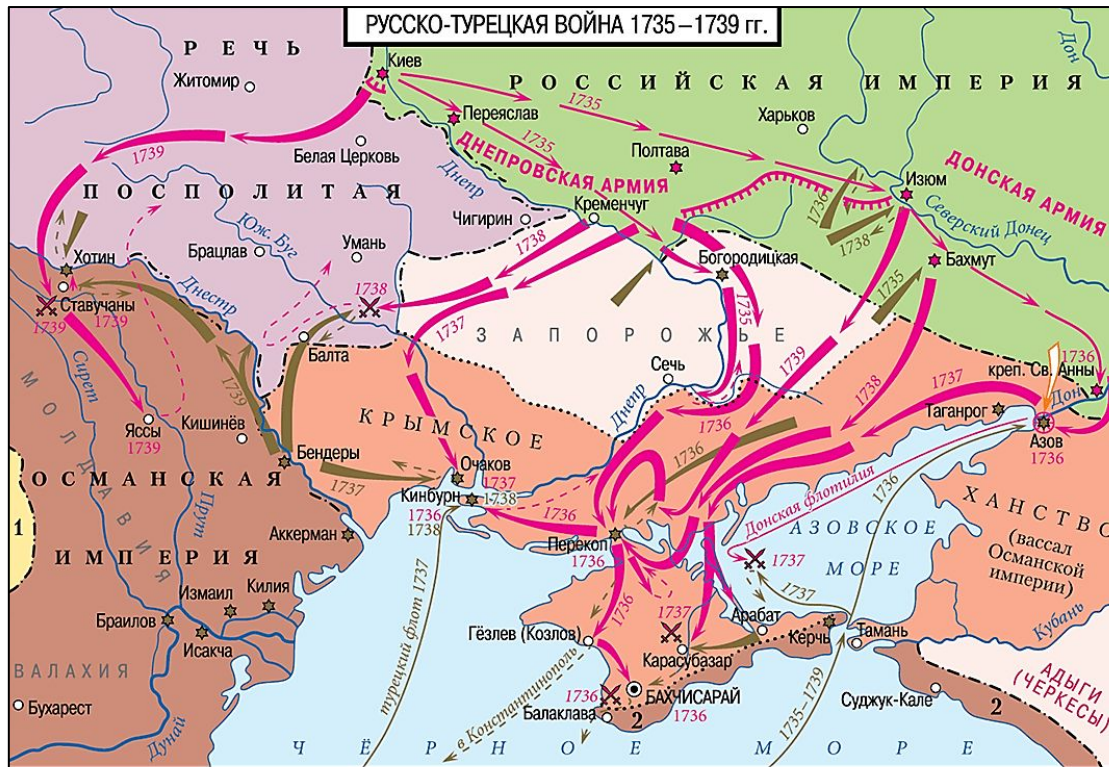 РУССКО-ТУРЕЦКАЯ ВОЙНА 1735–1739 гг.
РЕЧЬ
Киев
Житомир
РОССИЙСКАЯ ИМПЕРИЯ
Дон
1735
Переяслав
Харьков
1739
Белая Церковь
1735
ДНЕПРОВСКАЯ АРМИЯ
Полтава
ДОНСКАЯ АРМИЯ
ПОСПОЛИТАЯ
Днепр
Изюм
1736
Северский Донец
Кременчуг
Чигирин
Юж. Буг
Умань
1738
1738
Хотин
Брацлав
Богородицкая
Бахмут
1735
Ставучаны
1739
1739
Днестр
1738
1737
ЗАПОРОЖЬЕ
1735
Балта
1739
Сечь
1738
1737
1736
креп. Св. Анны
Сирет
МОЛДАВИЯ
1739
Днепр
Таганрог
Дон
Яссы
1739
Кишинёв
КРЫМСКОЕ
1736
Азов
1736
Бендеры
1736
ОСМАНСКАЯ
Прут
1737
Очаков
1737
1738
Кинбурн
1736
1738
Донская флотилия
1736
ХАНСТВО
(вассал
Османской
империи)
1
ИМПЕРИЯ
Аккерман
1736
Перекоп
1736
АЗОВСКОЕ
МОРЕ
1737
Измаил
Килия
Браилов
Исакча
турецкий флот 1737
1736
1737
1737
Гёзлев (Козлов)
Арабат
Керчь
Тамань
Кубань
Карасубазар
ВАЛАХИЯ
Бухарест
Дунай
в Константинополь
1736
БАХЧИСАРАЙ
1736
Балаклава
2
1735–1739
Суджук-Кале
2
АДЫГИ
(ЧЕРКЕСЫ)
ЧЁРНОЕ МОРЕ